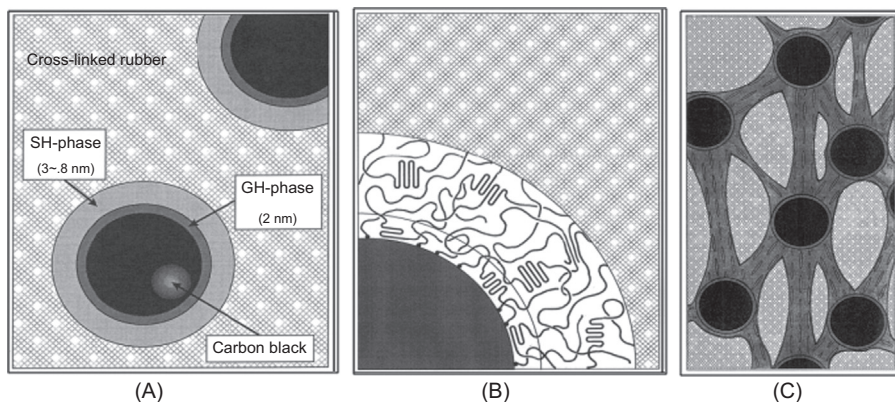 Cross-linked rubber
SH-phase
(3~.8 nm)
GH-phase
(2 nm)
Carbon black
(A)
(B)
(C)